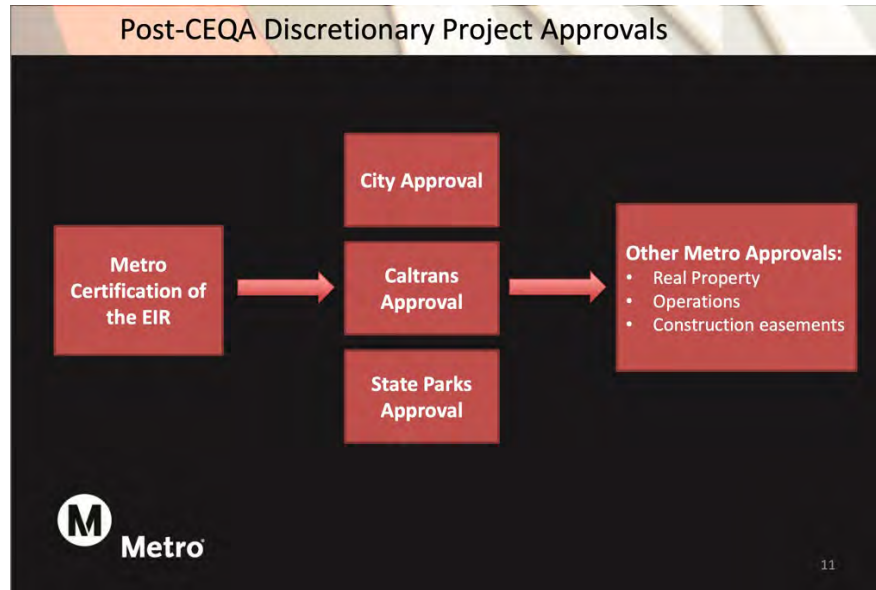 Post-CEQA Discretionary Project Approvals
Metro
Certification of
the EIR
City Approval
Caltrans
Approval
State Parks
Approval
Other Metro Approvals:
• Real Property
• Operations
• Construction easements
M
Metro
11